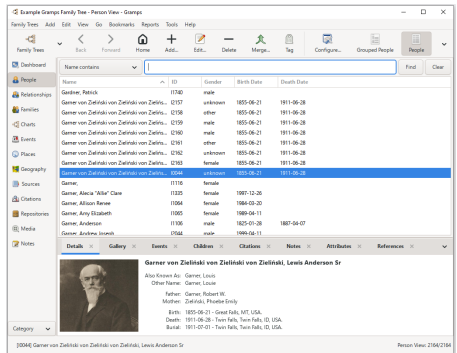 Example Gramps Family Tree - Person View - Gramps
Family Trees Add Edit View Go Bookmarks Reports Tools Help
Family Trees Back Forward Home Add... Edit... Delete Merge... Tag Configure... Grouped People People
Dashboard
People
Relationships
Families
Charts
Events
Places
Geography
Sources
Citations
Repositories
Media
Notes
Category
Name contains Find Clear
Name ID Gender Birth Date Death Date
Gardner, Patrick I1740 male
Garner von Zieliński von Zieliński von Zielińs... I2157 unknown 1855-06-21 1911-06-28
Garner von Zieliński von Zieliński von Zielińs... I2158 other 1855-06-21 1911-06-28
Garner von Zieliński von Zieliński von Zielińs... I2159 male 1855-06-21 1911-06-28
Garner von Zieliński von Zieliński von Zielińs... I2160 male 1855-06-21 1911-06-28
Garner von Zieliński von Zieliński von Zielińs... I2161 other 1855-06-21 1911-06-28
Garner von Zieliński von Zieliński von Zielińs... I2162 unknown 1855-06-21 1911-06-28
Garner von Zieliński von Zieliński von Zielińs... I2163 female 1855-06-21 1911-06-28
Garner von Zieliński von Zieliński von Zielińs... I0044 unknown 1855-06-21 1911-06-28
Garner, I1116 female
Garner, Alecia "Allie" Clare I1335 female 1997-12-26
Garner, Allison Renee I1064 female 1984-03-20
Garner, Amy Elizabeth I1065 female 1989-04-11
Garner, Anderson I1106 male 1825-01-28 1887-04-07
Garner, Andrew Joseph I2044 male 1999-04-11
Details Gallery Events Children Citations Notes Attributes References
Garner von Zieliński von Zieliński von Zieliński, Lewis Anderson Sr
Also Known As: Garner, Louis
Other Name: Garner, Louie
Father: Garner, Robert W.
Mother: Zieliński, Phoebe Emily
Birth: 1855-06-21 - Great Falls, MT, USA.
Death: 1911-06-28 - Twin Falls, Twin Falls, ID, USA.
Burial: 1911-07-01 - Twin Falls, Twin Falls, ID, USA.
[I0044] Garner von Zieliński von Zieliński von Zieliński, Lewis Anderson Sr Person View: 2164/2164